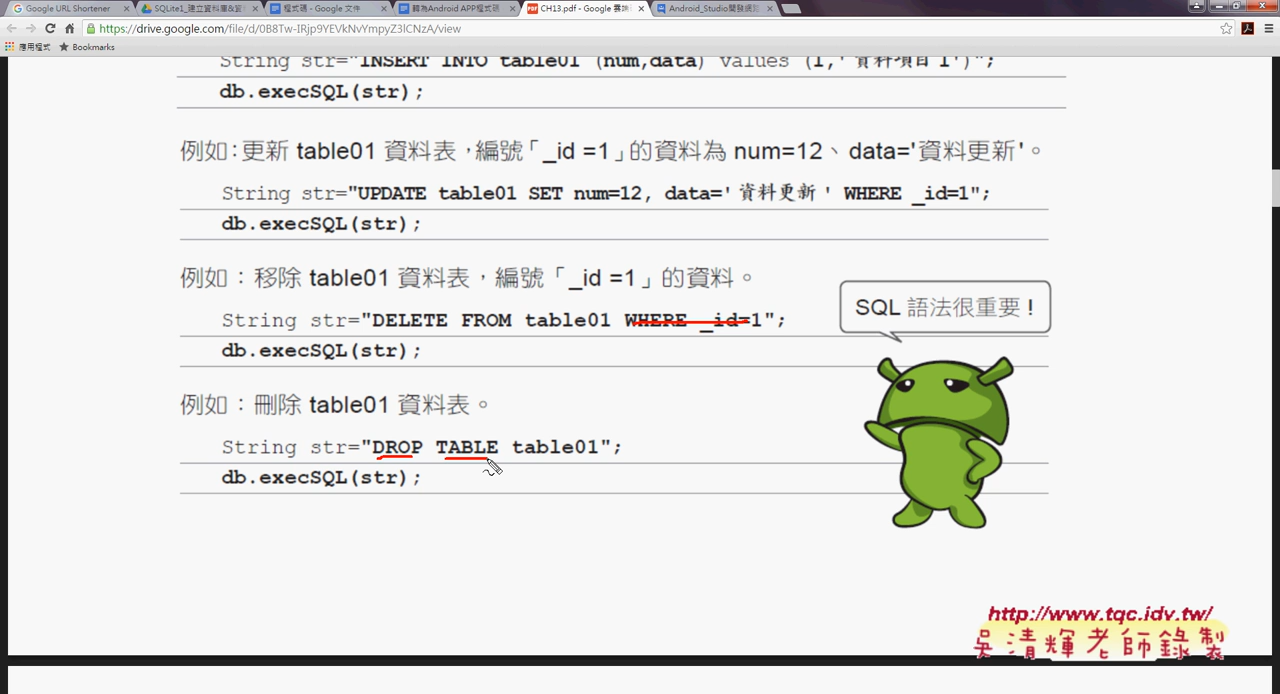 Google URL Shortener
SQLite1_建立資料庫&資
程式碼 - Google 文件
轉為Android APP程式碼
CH13.pdf - Google 雲端
Android_Studio開發
https://drive.google.com/file/d/0B8Tw-IRjp9YEVkNvYmpyZ3lCNzA/view
應用程式
Bookmarks
String str="INSERT INTO table01 (num,data) values (1,'資料項目1')";
db.execSQL(str);
例如：更新 table01 資料表，編號「_id =1」的資料為 num=12、data='資料更新'。
String str="UPDATE table01 SET num=12, data='資料更新' WHERE _id=1";
db.execSQL(str);
例如：移除 table01 資料表，編號「_id =1」的資料。
String str="DELETE FROM table01 WHERE _id=1";
SQL 語法很重要！
db.execSQL(str);
例如：刪除 table01 資料表。
String str="DROP TABLE table01";
db.execSQL(str);
http://www.tqc.idv.tw/
吳清輝老師錄製